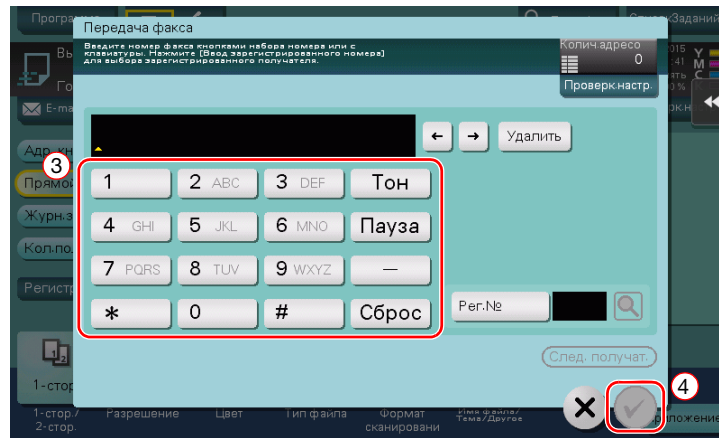 Передача факса
Введите номер факса кнопками набора номера или с
клавиатуры. Нажмите [Ввод зарегистрированного номера]
для выбора зарегистрированного получателя.
Колич.адресо
0
Проверк.настр.
E-ma
3
← → Удалить
1 2 ABC 3 DEF Тон
4 GHI 5 JKL 6 MNO Пауза
7 PQRS 8 TUV 9 WXYZ —
* 0 # Сброс
Рег.№
След. получат.
4
Адр.кн
Прямой
Журн.з
Кол.по
Регистр
1-стор
1-стор./
2-стор.
Разрешение
Цвет
Тип файла
Формат
сканировани
Имя файла/
Тема/Другое
Y
M
C